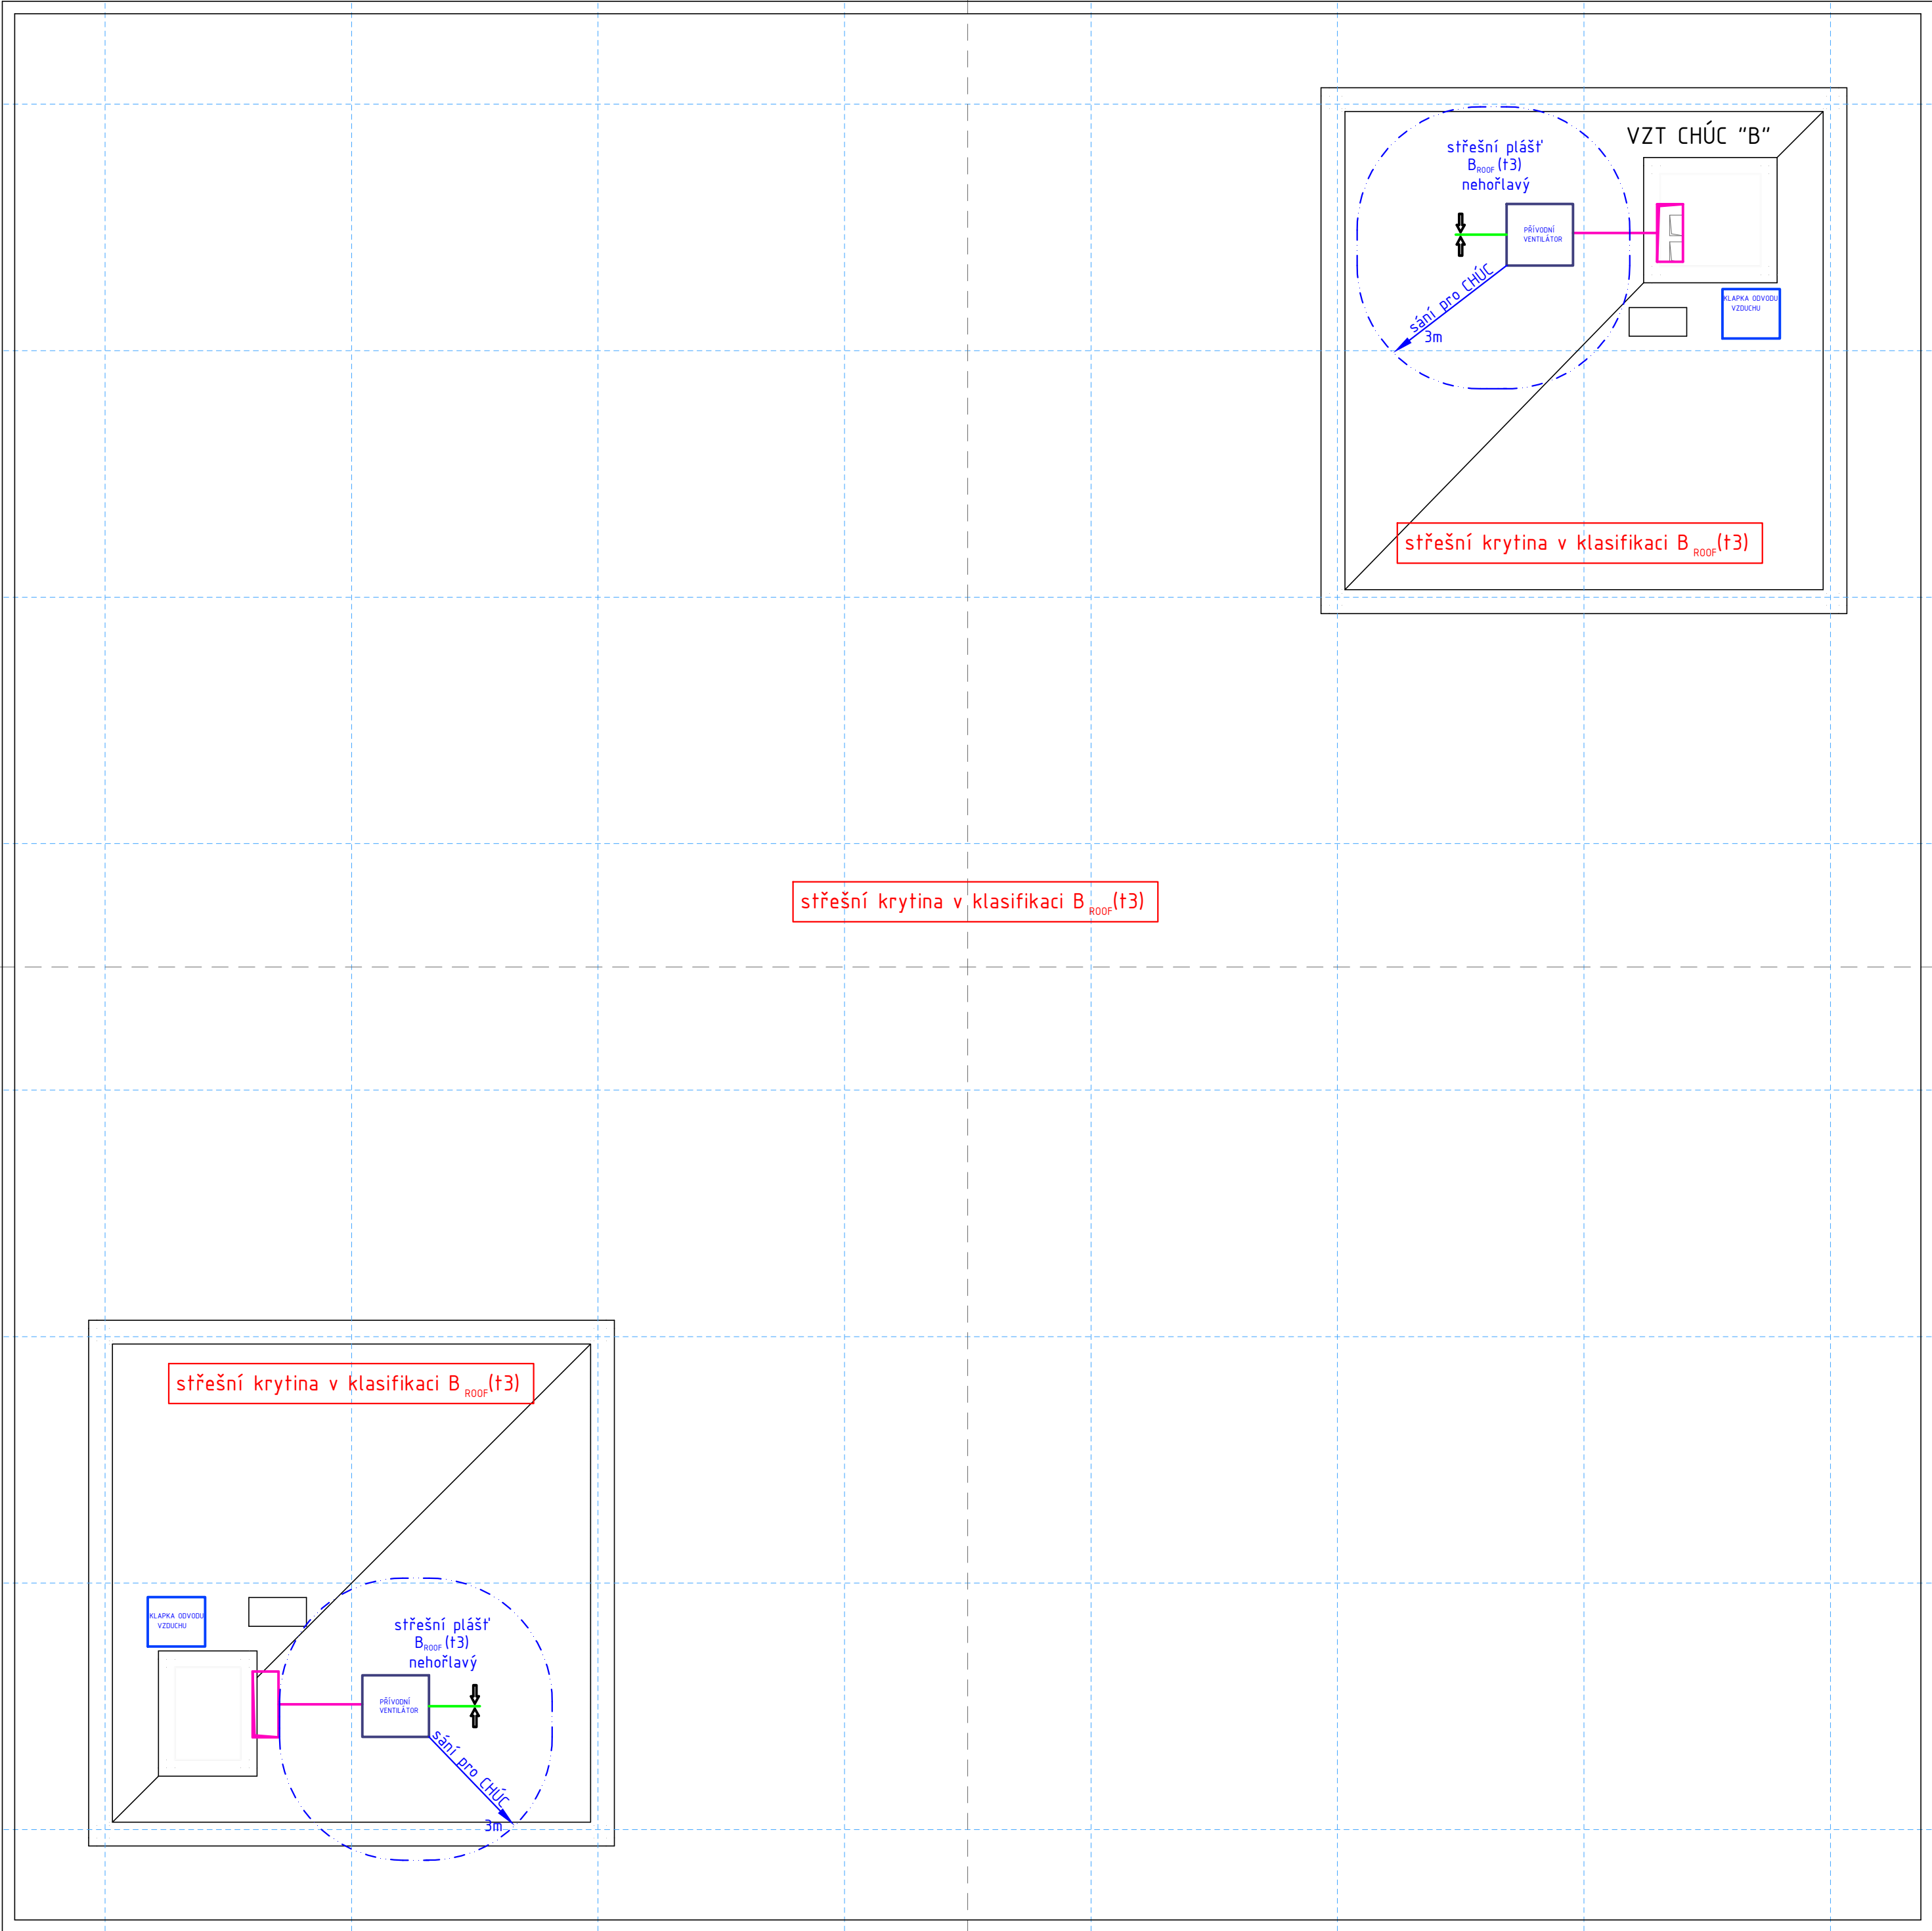 VZT CHÚC "B"
střešní plášť
BROOF (t3)
nehořlavý
PŘÍVODNÍ
VENTILÁTOR
sání pro CHÚC
3m
KLAPKA ODVODU
VZDUCHU
střešní krytina v klasifikaci B ROOF (t3)
střešní krytina v klasifikaci B ROOF (t3)
střešní krytina v klasifikaci B ROOF (t3)
KLAPKA ODVODU
VZDUCHU
střešní plášť
BROOF (t3)
nehořlavý
PŘÍVODNÍ
VENTILÁTOR
sání pro CHÚC
3m